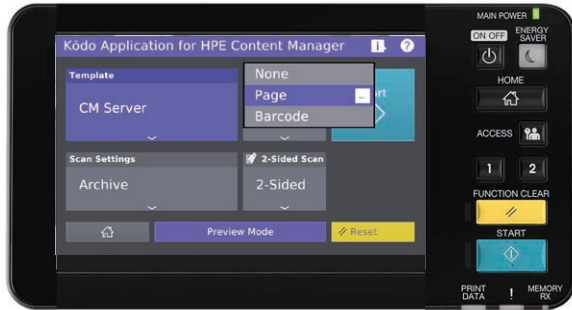 MAIN POWER
ON OFF
ENERGY SAVER
Kōdo Application for HPE Content Manager
HOME
Template
CM Server
None
Page
Barcode
ACCESS
Scan Settings
Archive
2-Sided Scan
2-Sided
1 2
FUNCTION CLEAR
Preview Mode
Reset
START
PRINT DATA
!
MEMORY RX